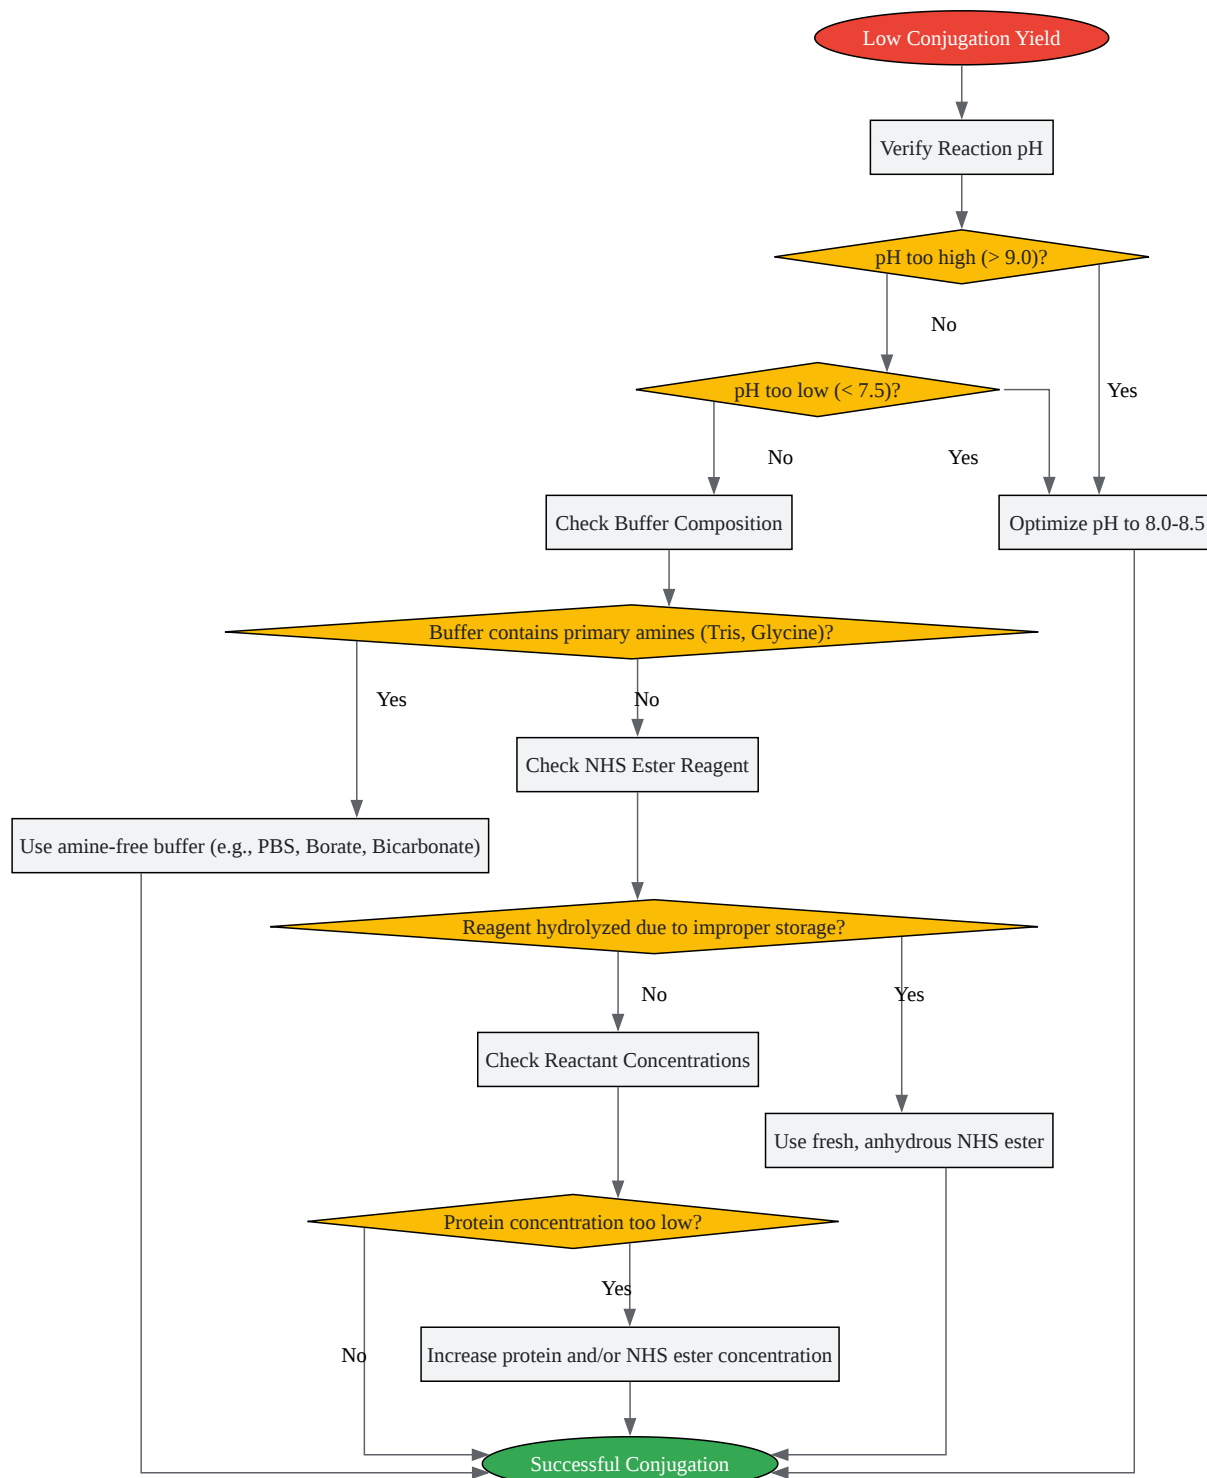 Low Conjugation Yield
Verify Reaction pH
pH too high (> 9.0)?
No
pH too low (< 7.5)?
Yes
No
Yes
Check Buffer Composition
Optimize pH to 8.0-8.5
Buffer contains primary amines (Tris, Glycine)?
Yes
No
Check NHS Ester Reagent
Use amine-free buffer (e.g., PBS, Borate, Bicarbonate)
Reagent hydrolyzed due to improper storage?
No
Yes
Check Reactant Concentrations
Use fresh, anhydrous NHS ester
Protein concentration too low?
Yes
No
Increase protein and/or NHS ester concentration
Successful Conjugation